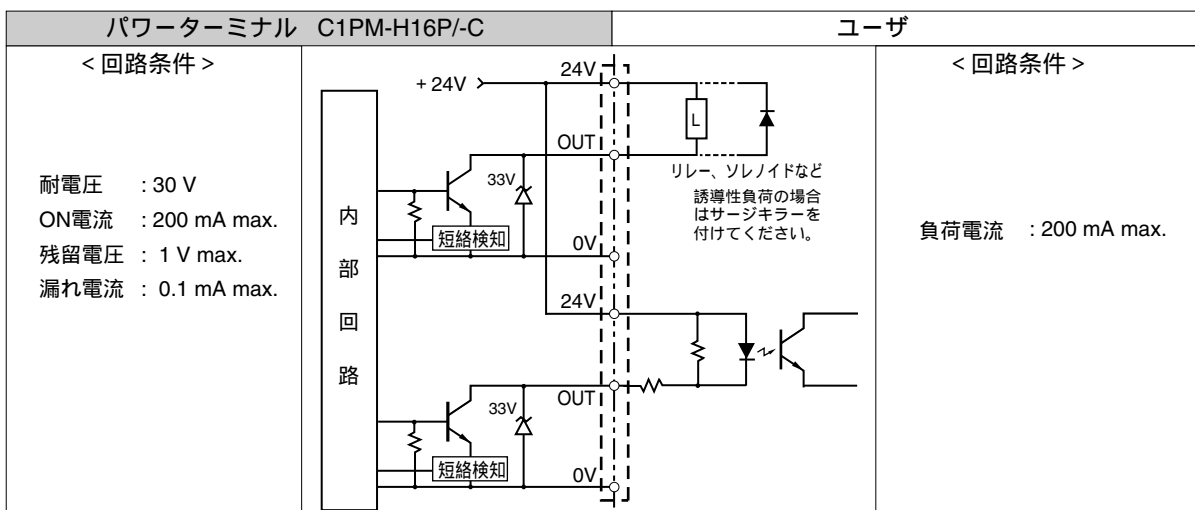 パワーターミナル C1PM-H16P/-C
ユーザ
< 回路条件 >
耐電圧 : 30 V
ON電流 : 200 mA max.
残留電圧 : 1 V max.
漏れ電流 : 0.1 mA max.
内部回路
+ 24V
24V
OUT
33V
短絡検知
0V
24V
OUT
33V
短絡検知
0V
L
リレー、ソレノイドなど
誘導性負荷の場合
はサージキラーを
付けてください。
< 回路条件 >
負荷電流 : 200 mA max.